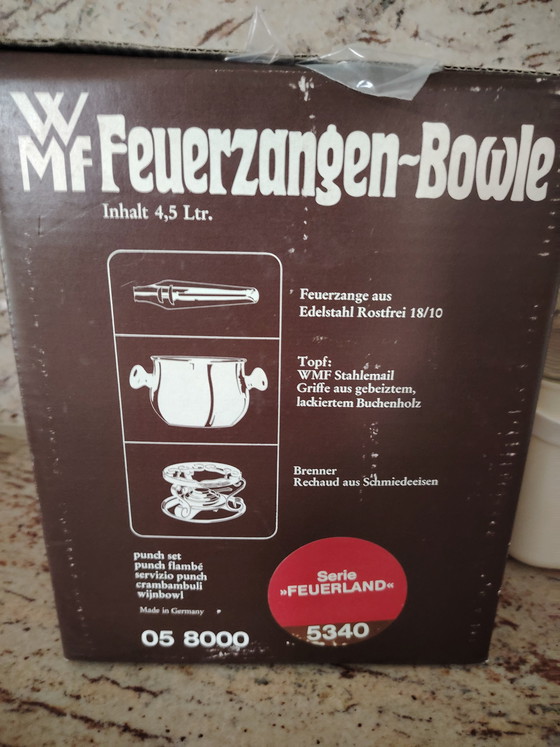 WMF Feuerzangen-Bowle
Inhalt 4,5 Ltr.
Feuerzange aus
Edelstahl Rostfrei 18/10
Topf:
WMF Stahlemail
Griffe aus gebeiztem,
lackiertem Buchenholz
Brenner
Rechaud aus Schmiedeeisen
punch set
punch flambé
servizio punch
crambambuli
wijnbowl
Made in Germany
05 8000
Serie
»FEUERLAND«
5340